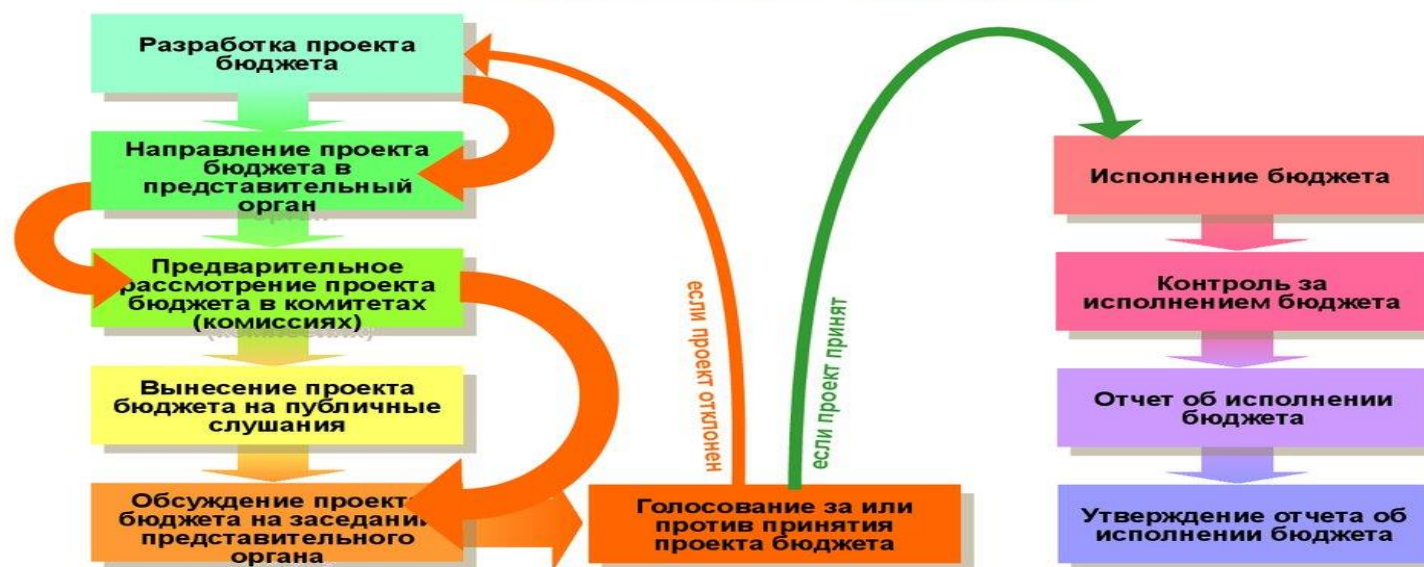 Разработка проекта
бюджета
Направление проекта
бюджета в
представительный
орган
Предварительное
рассмотрение проекта
бюджета в комитетах
(комиссиях)
Вынесение проекта
бюджета на публичные
слушания
Обсуждение проекта
бюджета на заседании
представительного
органа
если проект отклонен
если проект принят
Голосование за или
против принятия
проекта бюджета
Исполнение бюджета
Контроль за
исполнением бюджета
Отчет об исполнении
бюджета
Утверждение отчета об
исполнении бюджета